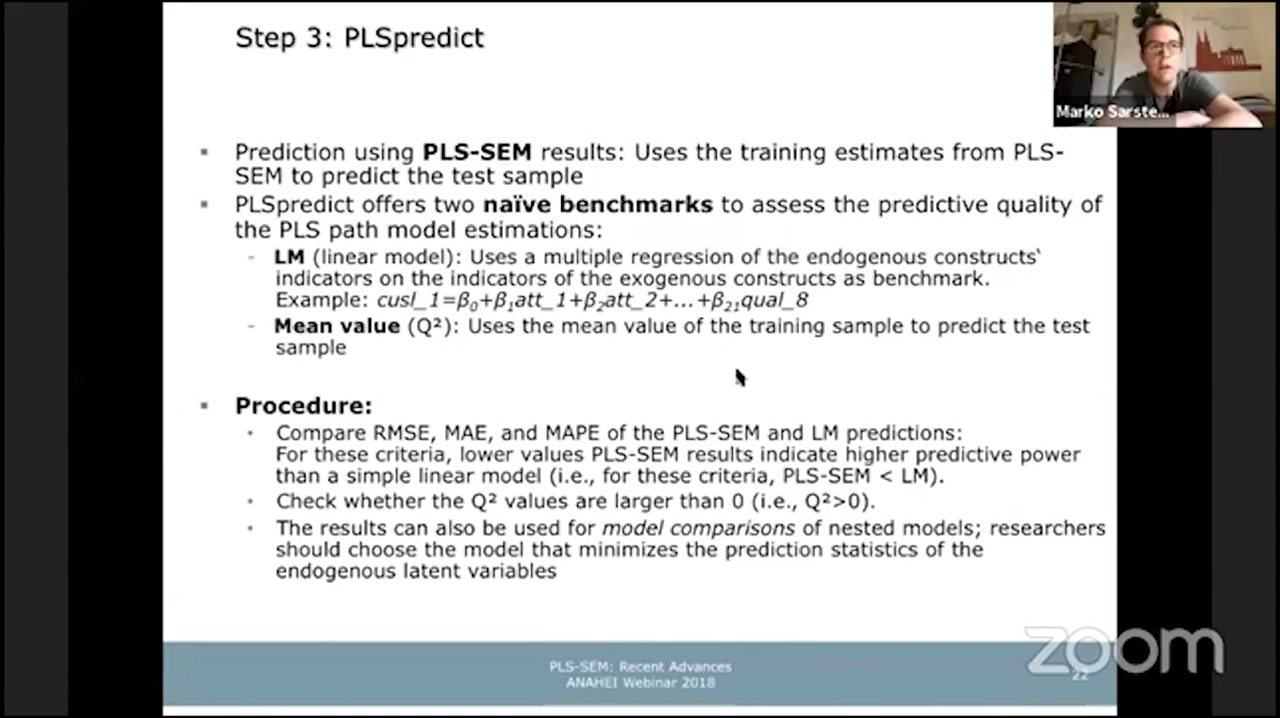 Step 3: PLSpredict
Marko Sarste...
▪ Prediction using PLS-SEM results: Uses the training estimates from PLS-
SEM to predict the test sample
▪ PLSpredict offers two naïve benchmarks to assess the predictive quality of
the PLS path model estimations:
- LM (linear model): Uses a multiple regression of the endogenous constructs‘
indicators on the indicators of the exogenous constructs as benchmark.
Example: cusl_1=β₀+β₁att_1+β₂att_2+...+β₂₁qual_8
- Mean value (Q²): Uses the mean value of the training sample to predict the test
sample
▪ Procedure:
• Compare RMSE, MAE, and MAPE of the PLS-SEM and LM predictions:
For these criteria, lower values PLS-SEM results indicate higher predictive power
than a simple linear model (i.e., for these criteria, PLS-SEM < LM).
• Check whether the Q² values are larger than 0 (i.e., Q²>0).
• The results can also be used for model comparisons of nested models; researchers
should choose the model that minimizes the prediction statistics of the
endogenous latent variables
PLS-SEM: Recent Advances
ANAHEI Webinar 2018
22
zoom